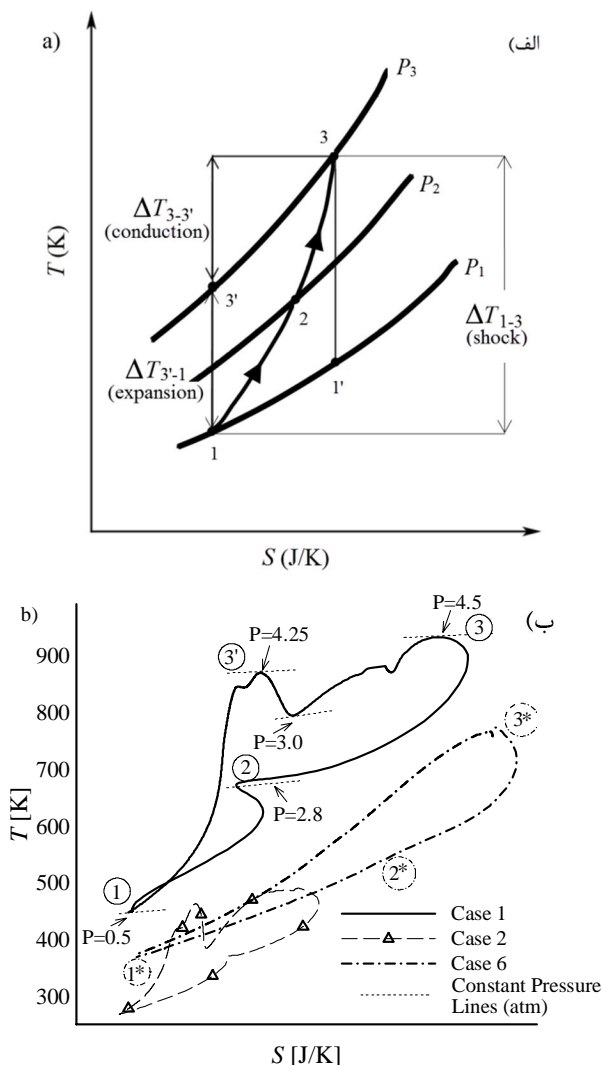 a)
الف)
P3
3
P2
ΔT3-3'
(conduction)
T (K)
3'
P1
2
ΔT1-3
(shock)
ΔT3'-1
(expansion)
1'
1
S (J/K)
b)
ب)
P=4.5
3
P=4.25
3'
900
800
P=3.0
3*
700
2
P=2.8
T [K]
600
2*
500
1
P=0.5
400
1*
300
Case 1
Case 2
Case 6
Constant Pressure
Lines (atm)
S [J/K]